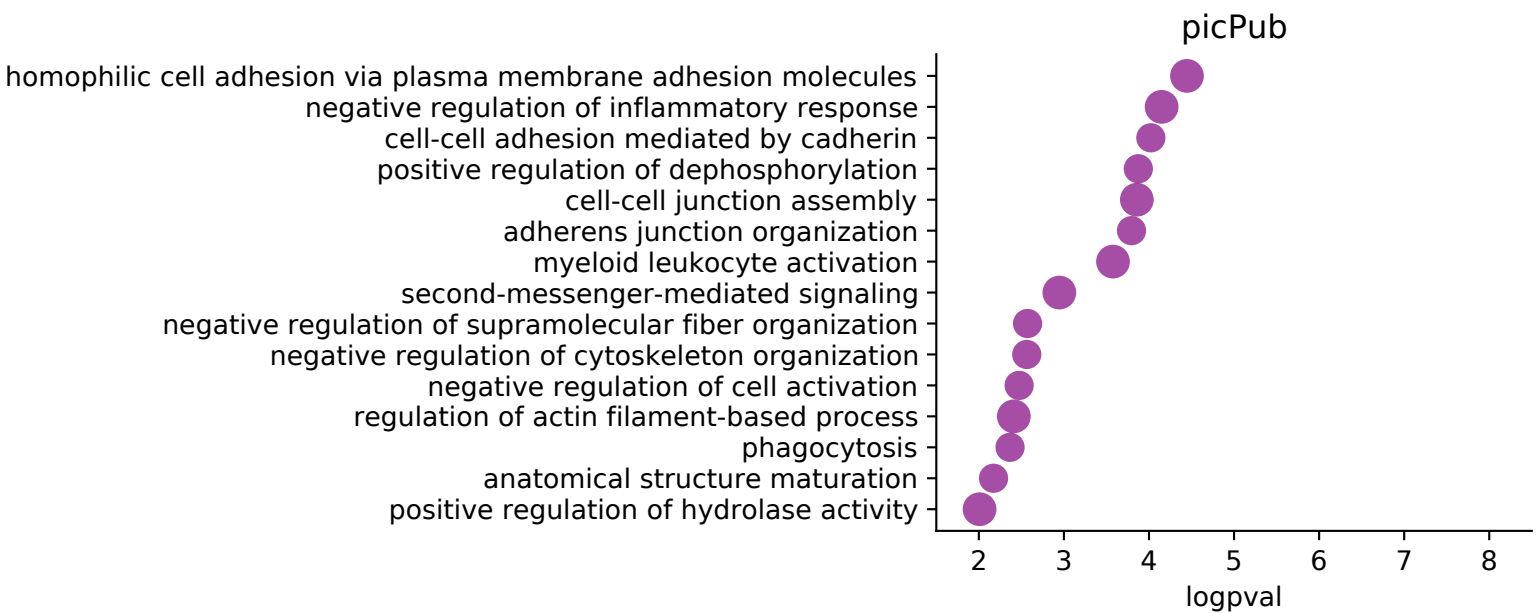 picPub
homophilic cell adhesion via plasma membrane adhesion molecules
negative regulation of inflammatory response
cell-cell adhesion mediated by cadherin
positive regulation of dephosphorylation
cell-cell junction assembly
adherens junction organization
myeloid leukocyte activation
second-messenger-mediated signaling
negative regulation of supramolecular fiber organization
negative regulation of cytoskeleton organization
negative regulation of cell activation
regulation of actin filament-based process
phagocytosis
anatomical structure maturation
positive regulation of hydrolase activity
2 3 4 5 6 7 8
logpval